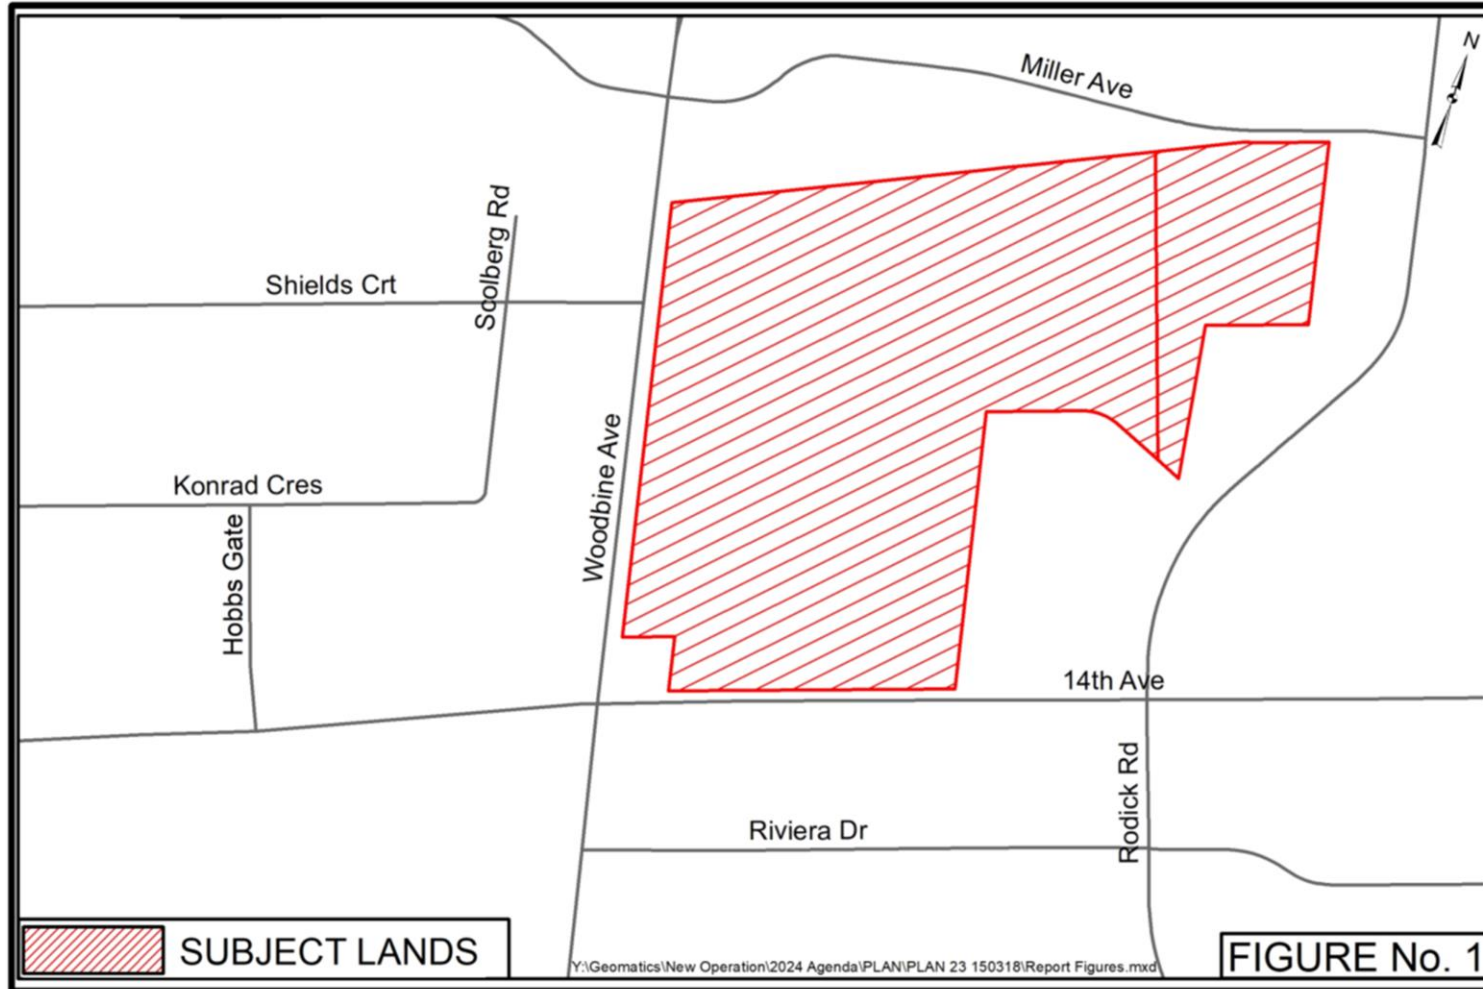 N
Miller Ave
Scolberg Rd
Shields Crt
Woodbine Ave
Konrad Cres
Hobbs Gate
14th Ave
Rodick Rd
Riviera Dr
SUBJECT LANDS
Y:\Geomatics\New Operation\2024 Agenda\PLAN\PLAN 23 150318\Report Figures.mxd
FIGURE No. 1